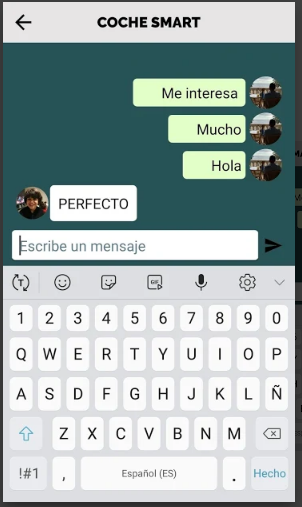 COCHE SMART
Me interesa
Mucho
Hola
PERFECTO
Escribe un mensaje
GIF
1 2 3 4 5 6 7 8 9 0
Q W E R T Y U I O P
A S D F G H J K L Ñ
Z X C V B N M
!#1 , Español (ES) . Hecho